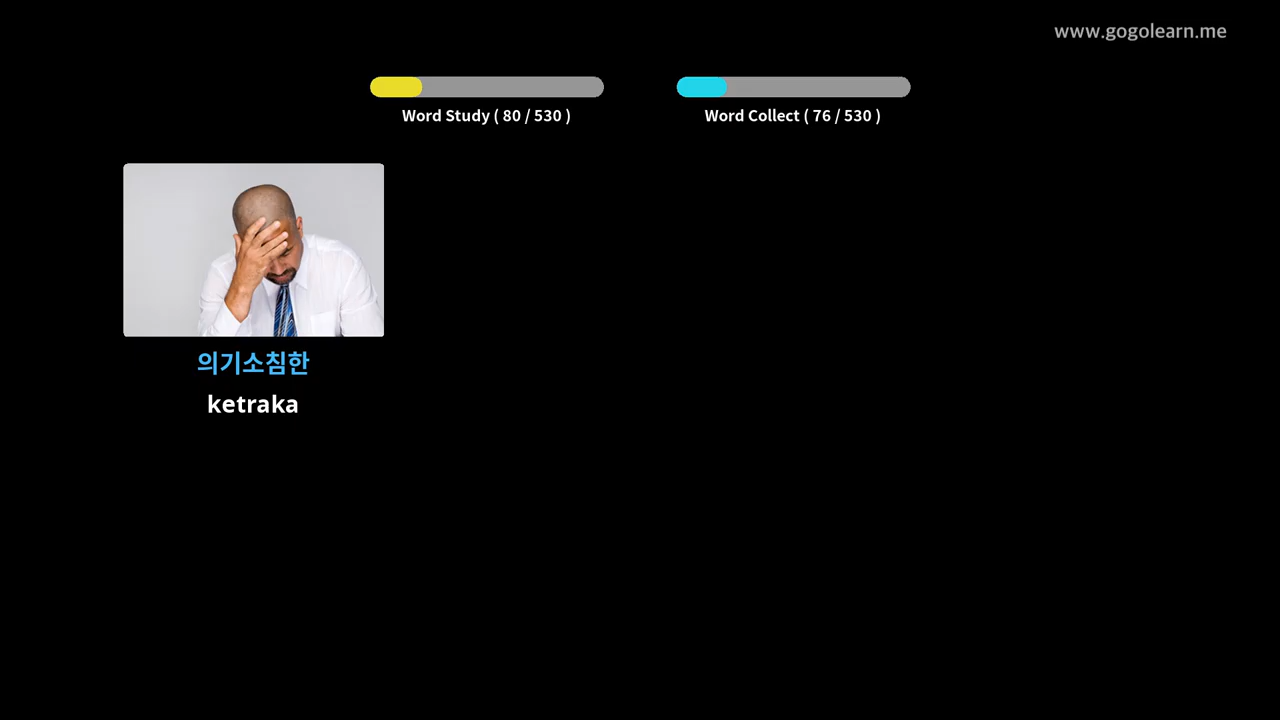 www.gogolearn.me
Word Study ( 80 / 530 )
Word Collect ( 76 / 530 )
의기소침한
ketraka